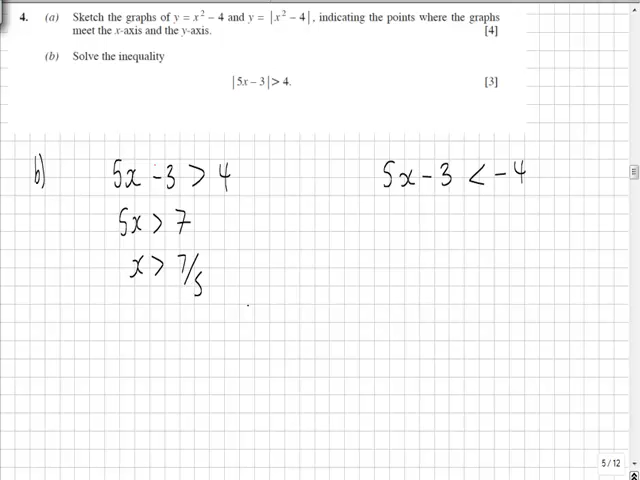 4. (a) Sketch the graphs of y = x² − 4 and y = |x² − 4|, indicating the points where the graphs
meet the x-axis and the y-axis. [4]
(b) Solve the inequality
|5x − 3| > 4. [3]
b) 5x − 3 > 4 5x − 3 < −4
5x > 7
x > 7/5
5 / 12